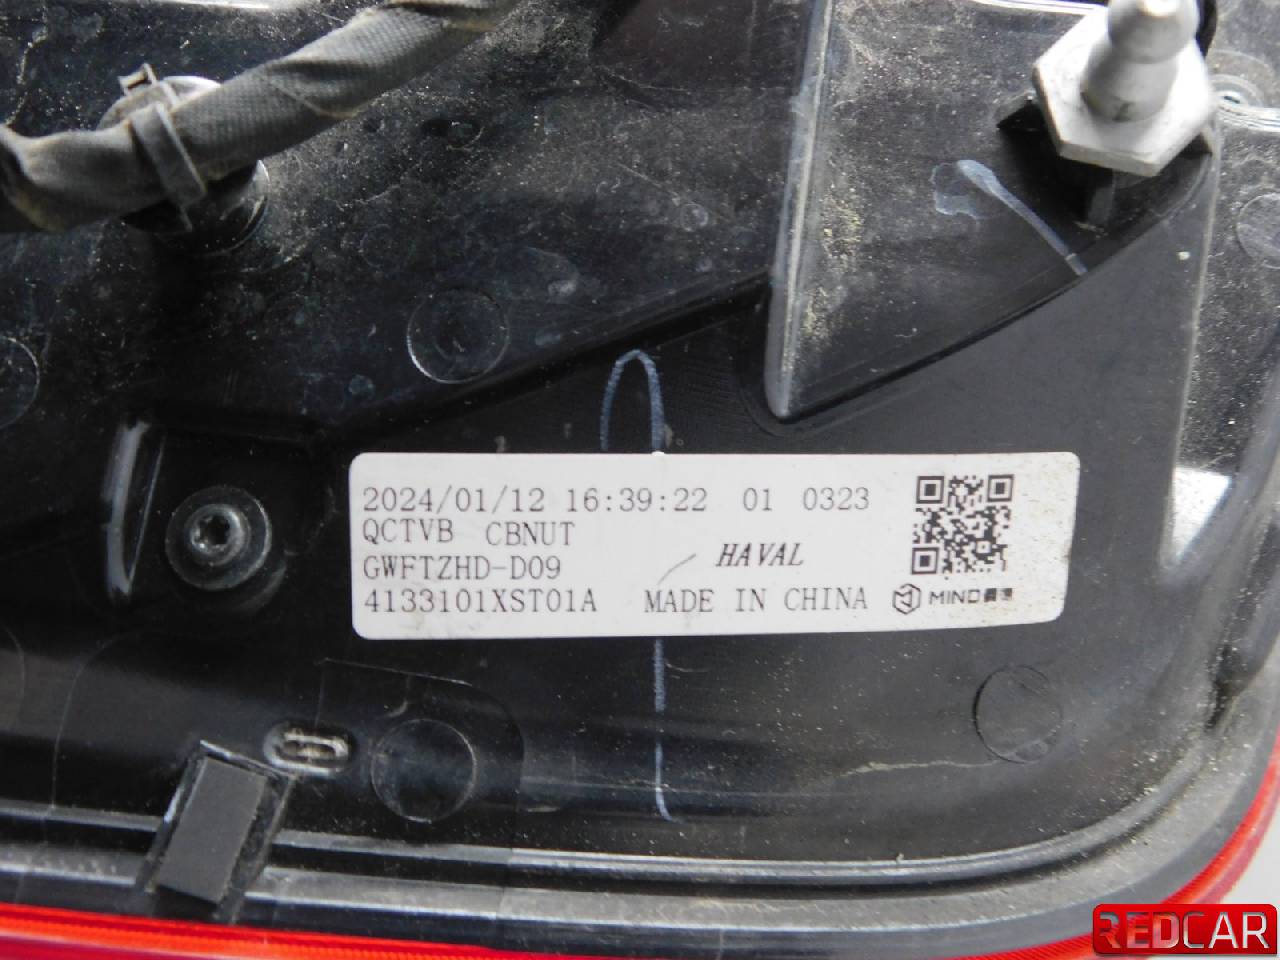 2024/01/12 16:39:22 01 0323
QCTVB CBNUT
GWFTZHD-D09 HAVAL
4133101XST01A MADE IN CHINA MIND
REDCAR